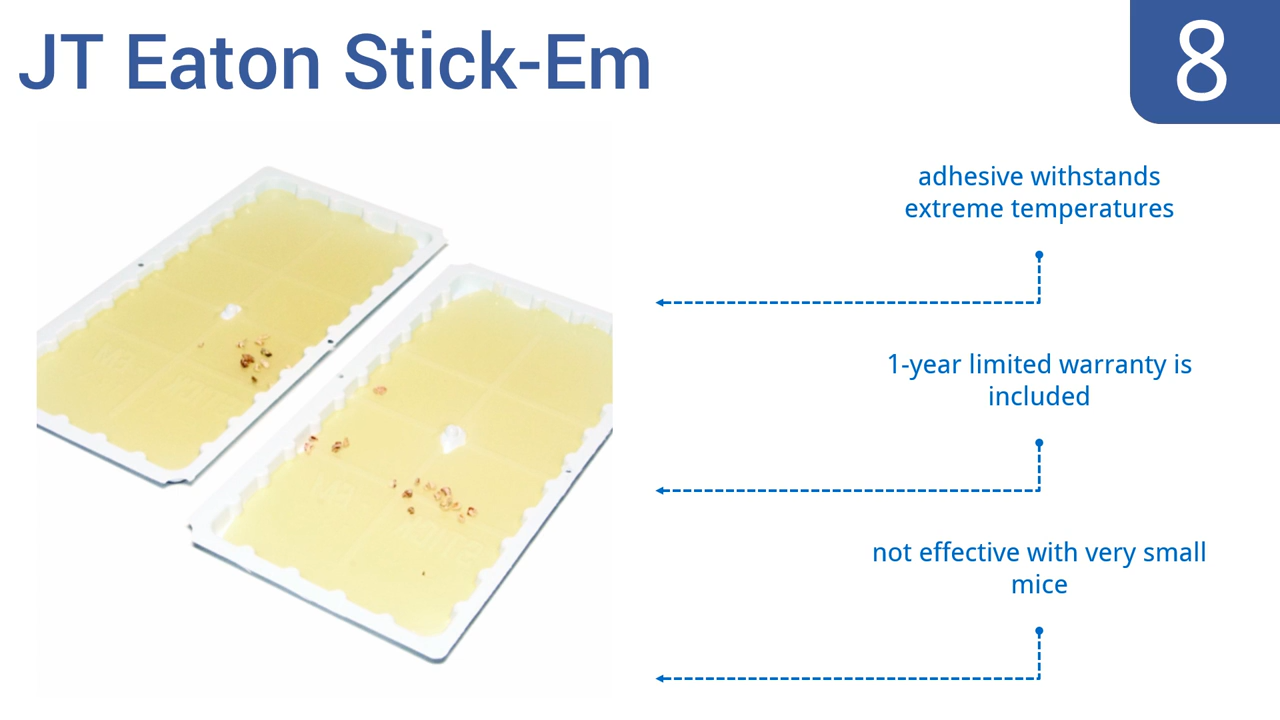 JT Eaton Stick-Em
8
adhesive withstands
extreme temperatures
1-year limited warranty is
included
not effective with very small
mice